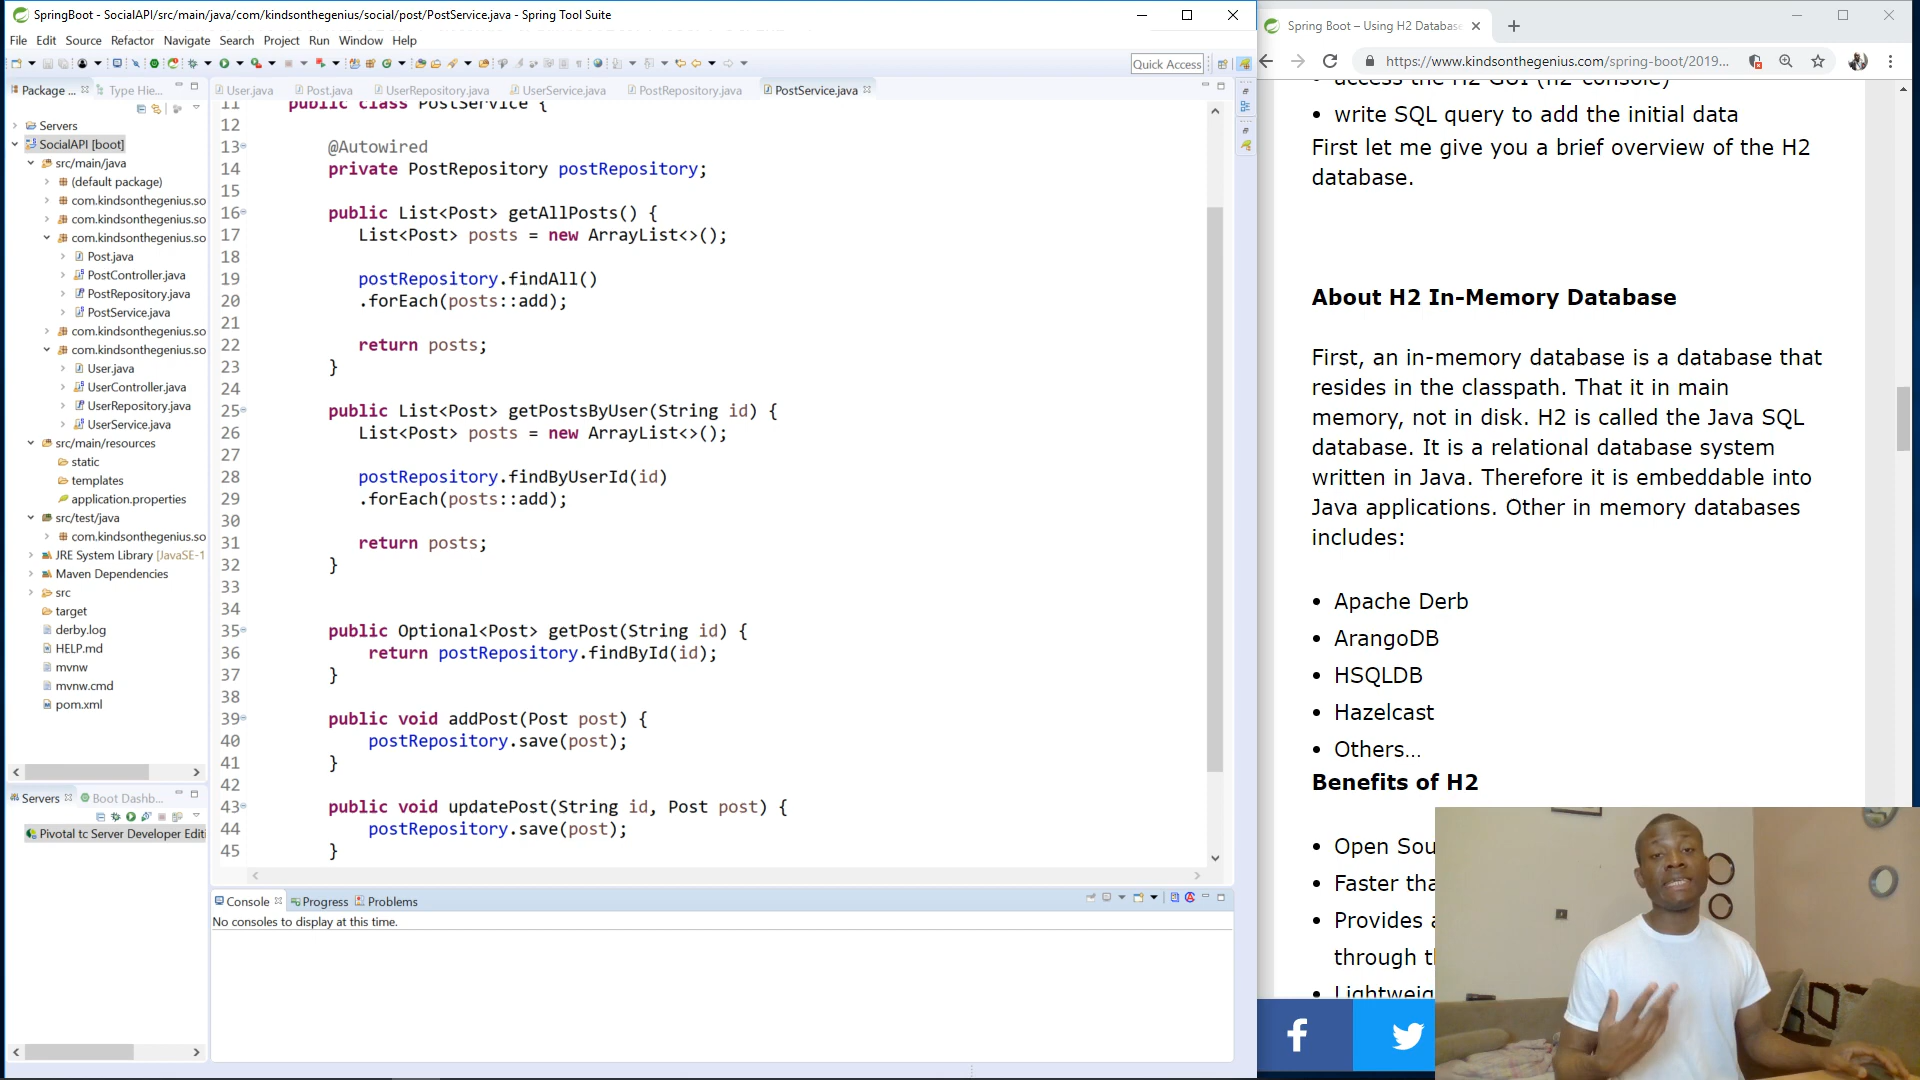 SpringBoot - SocialAPI/src/main/java/com/kindsonthegenius/social/post/PostService.java - Spring Tool Suite
File Edit Source Refactor Navigate Search Project Run Window Help
Quick Access
Package ... Type Hie...
Servers
SocialAPI [boot]
src/main/java
(default package)
com.kindsonthegenius.so
com.kindsonthegenius.so
com.kindsonthegenius.so
Post.java
PostController.java
PostRepository.java
PostService.java
com.kindsonthegenius.so
com.kindsonthegenius.so
User.java
UserController.java
UserRepository.java
UserService.java
src/main/resources
static
templates
application.properties
src/test/java
com.kindsonthegenius.so
JRE System Library [JavaSE-1
Maven Dependencies
src
target
derby.log
HELP.md
mvnw
mvnw.cmd
pom.xml
Servers Boot Dashb...
Pivotal tc Server Developer Editi
User.java Post.java UserRepository.java UserService.java PostRepository.java PostService.java
11 public class PostService {
12
13 @Autowired
14 private PostRepository postRepository;
15
16 public List<Post> getAllPosts() {
17 List<Post> posts = new ArrayList<>();
18
19 postRepository.findAll()
20 .forEach(posts::add);
21
22 return posts;
23 }
24
25 public List<Post> getPostsByUser(String id) {
26 List<Post> posts = new ArrayList<>();
27
28 postRepository.findByUserId(id)
29 .forEach(posts::add);
30
31 return posts;
32 }
33
34
35 public Optional<Post> getPost(String id) {
36 return postRepository.findById(id);
37 }
38
39 public void addPost(Post post) {
40 postRepository.save(post);
41 }
42
43 public void updatePost(String id, Post post) {
44 postRepository.save(post);
45 }
Console Progress Problems
No consoles to display at this time.
Spring Boot – Using H2 Database
https://www.kindsonthegenius.com/spring-boot/2019...
• access the H2 GUI (h2-console)
• write SQL query to add the initial data
First let me give you a brief overview of the H2
database.
About H2 In-Memory Database
First, an in-memory database is a database that
resides in the classpath. That it in main
memory, not in disk. H2 is called the Java SQL
database. It is a relational database system
written in Java. Therefore it is embeddable into
Java applications. Other in memory databases
includes:
• Apache Derb
• ArangoDB
• HSQLDB
• Hazelcast
• Others...
Benefits of H2
• Open Sou
• Faster tha
• Provides a
through th
• Lightweig